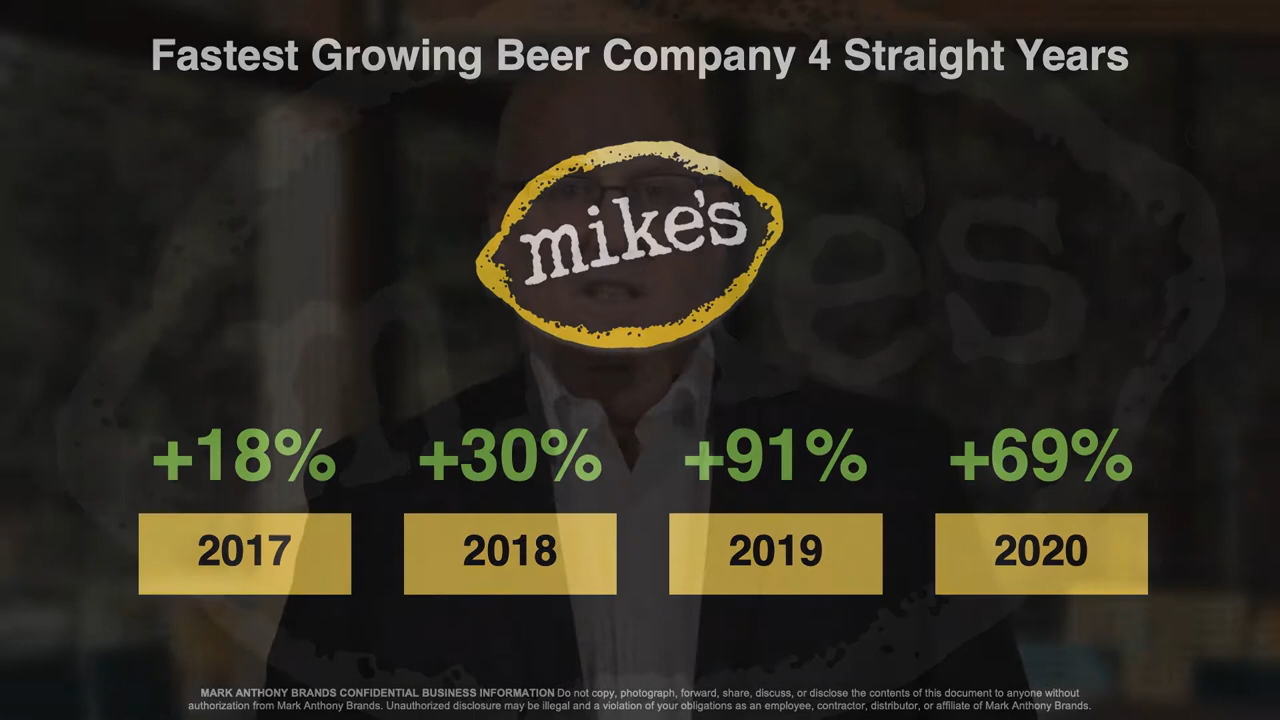 Fastest Growing Beer Company 4 Straight Years
mike's
+18% +30% +91% +69%
2017 2018 2019 2020
MARK ANTHONY BRANDS CONFIDENTIAL BUSINESS INFORMATION Do not copy, photograph, forward, share, discuss, or disclose the contents of this document to anyone without
authorization from Mark Anthony Brands. Unauthorized disclosure may be illegal and a violation of your obligations as an employee, contractor, distributor, or affiliate of Mark Anthony Brands.